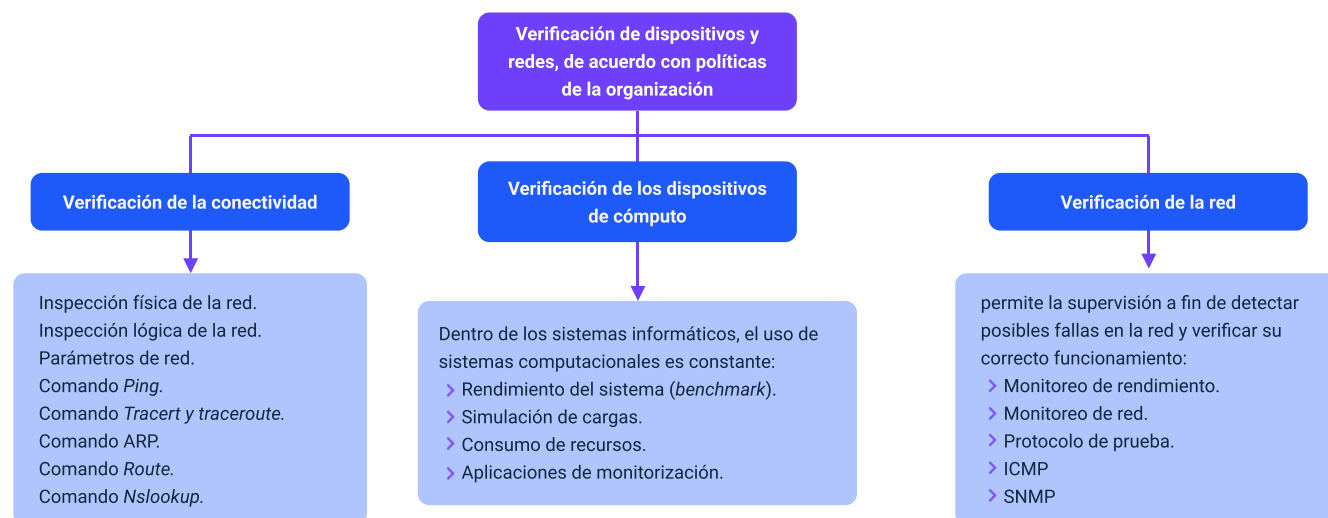 Verificación de dispositivos y
redes, de acuerdo con políticas
de la organización
Verificación de la conectividad
Inspección física de la red.
Inspección lógica de la red.
Parámetros de red.
Comando Ping.
Comando Tracert y traceroute.
Comando ARP.
Comando Route.
Comando Nslookup.
Verificación de los dispositivos
de cómputo
Dentro de los sistemas informáticos, el uso de
sistemas computacionales es constante:
Rendimiento del sistema (benchmark).
Simulación de cargas.
Consumo de recursos.
Aplicaciones de monitorización.
Verificación de la red
permite la supervisión a fin de detectar
posibles fallas en la red y verificar su
correcto funcionamiento:
Monitoreo de rendimiento.
Monitoreo de red.
Protocolo de prueba.
ICMP
SNMP